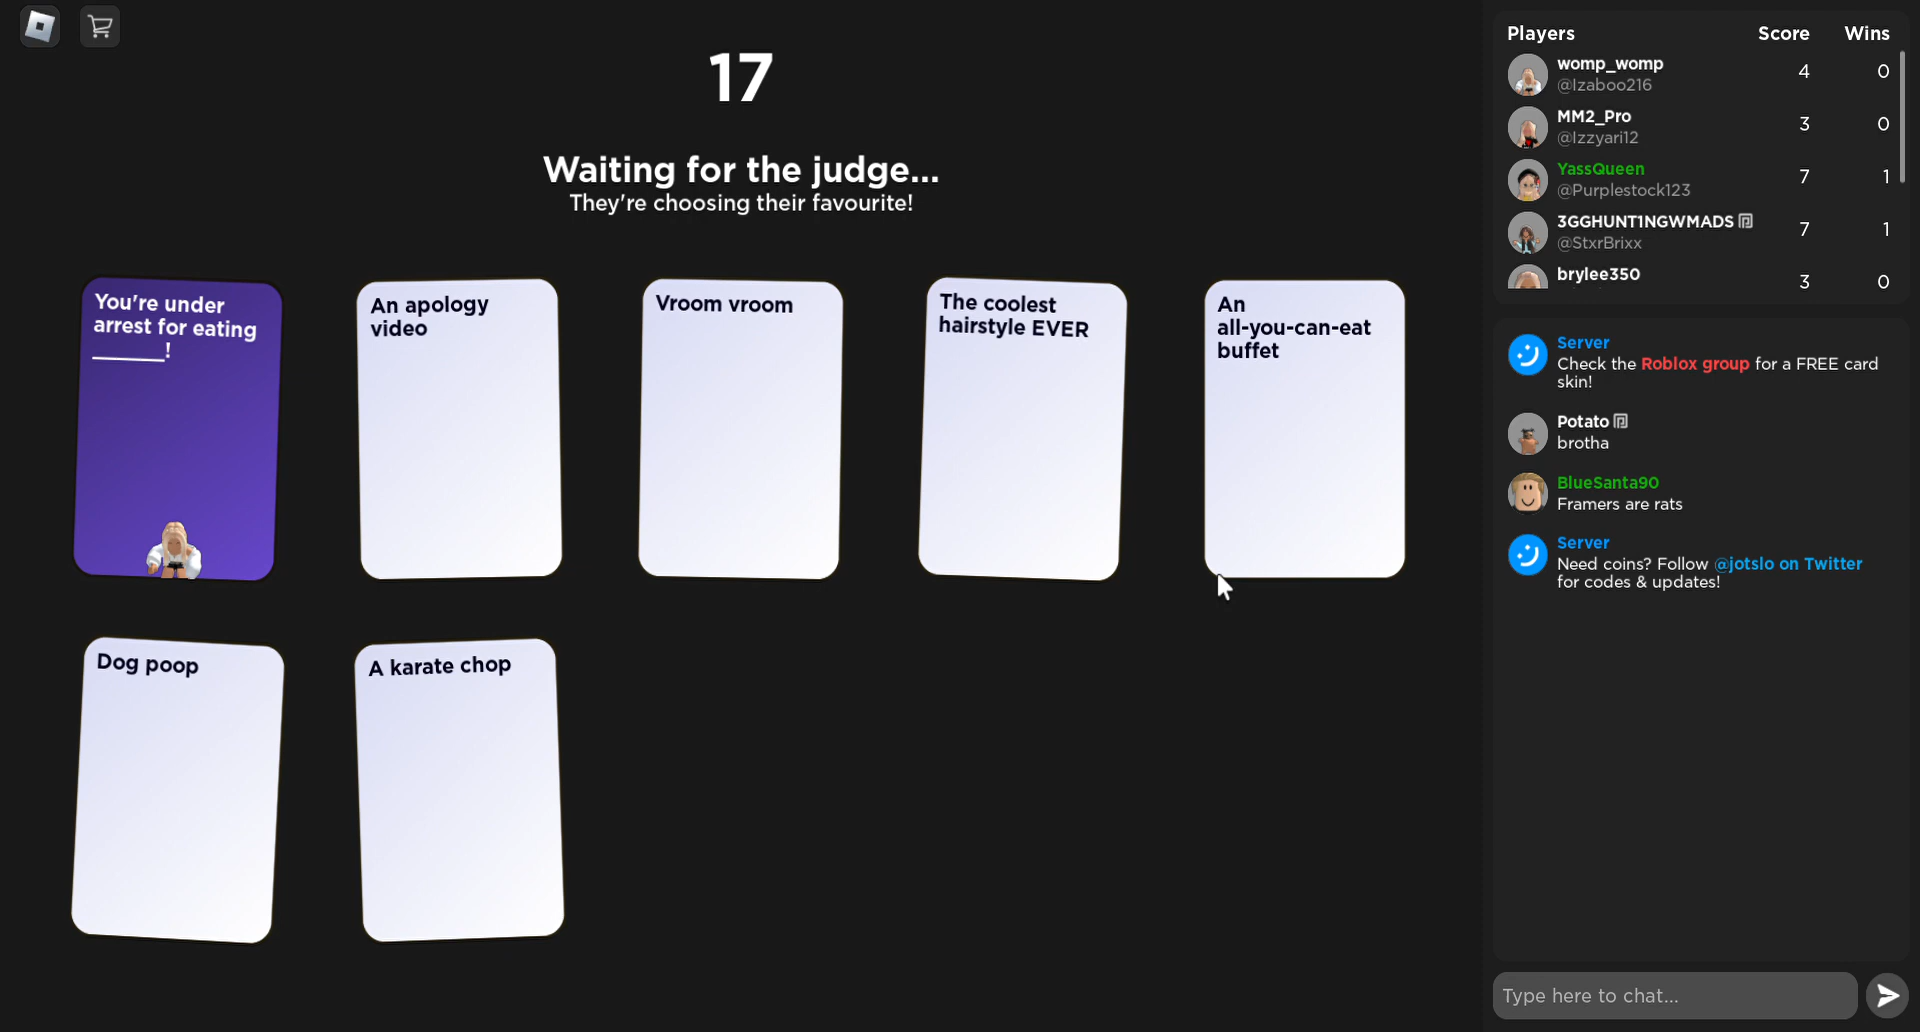 17
Waiting for the judge...
They're choosing their favourite!
You're under
arrest for eating
______!
An apology
video
Vroom vroom
The coolest
hairstyle EVER
An
all-you-can-eat
buffet
Dog poop
A karate chop
Players Score Wins
womp_womp
@Izaboo216
4 0
MM2_Pro
@Izzyari12
3 0
YassQueen
@Purplestock123
7 1
3GGHUNT1NGWMADS
@StxrBrixx
7 1
brylee350
3 0
Server
Check the Roblox group for a FREE card
skin!
Potato
brotha
BlueSanta90
Framers are rats
Server
Need coins? Follow @jotslo on Twitter
for codes & updates!
Type here to chat...